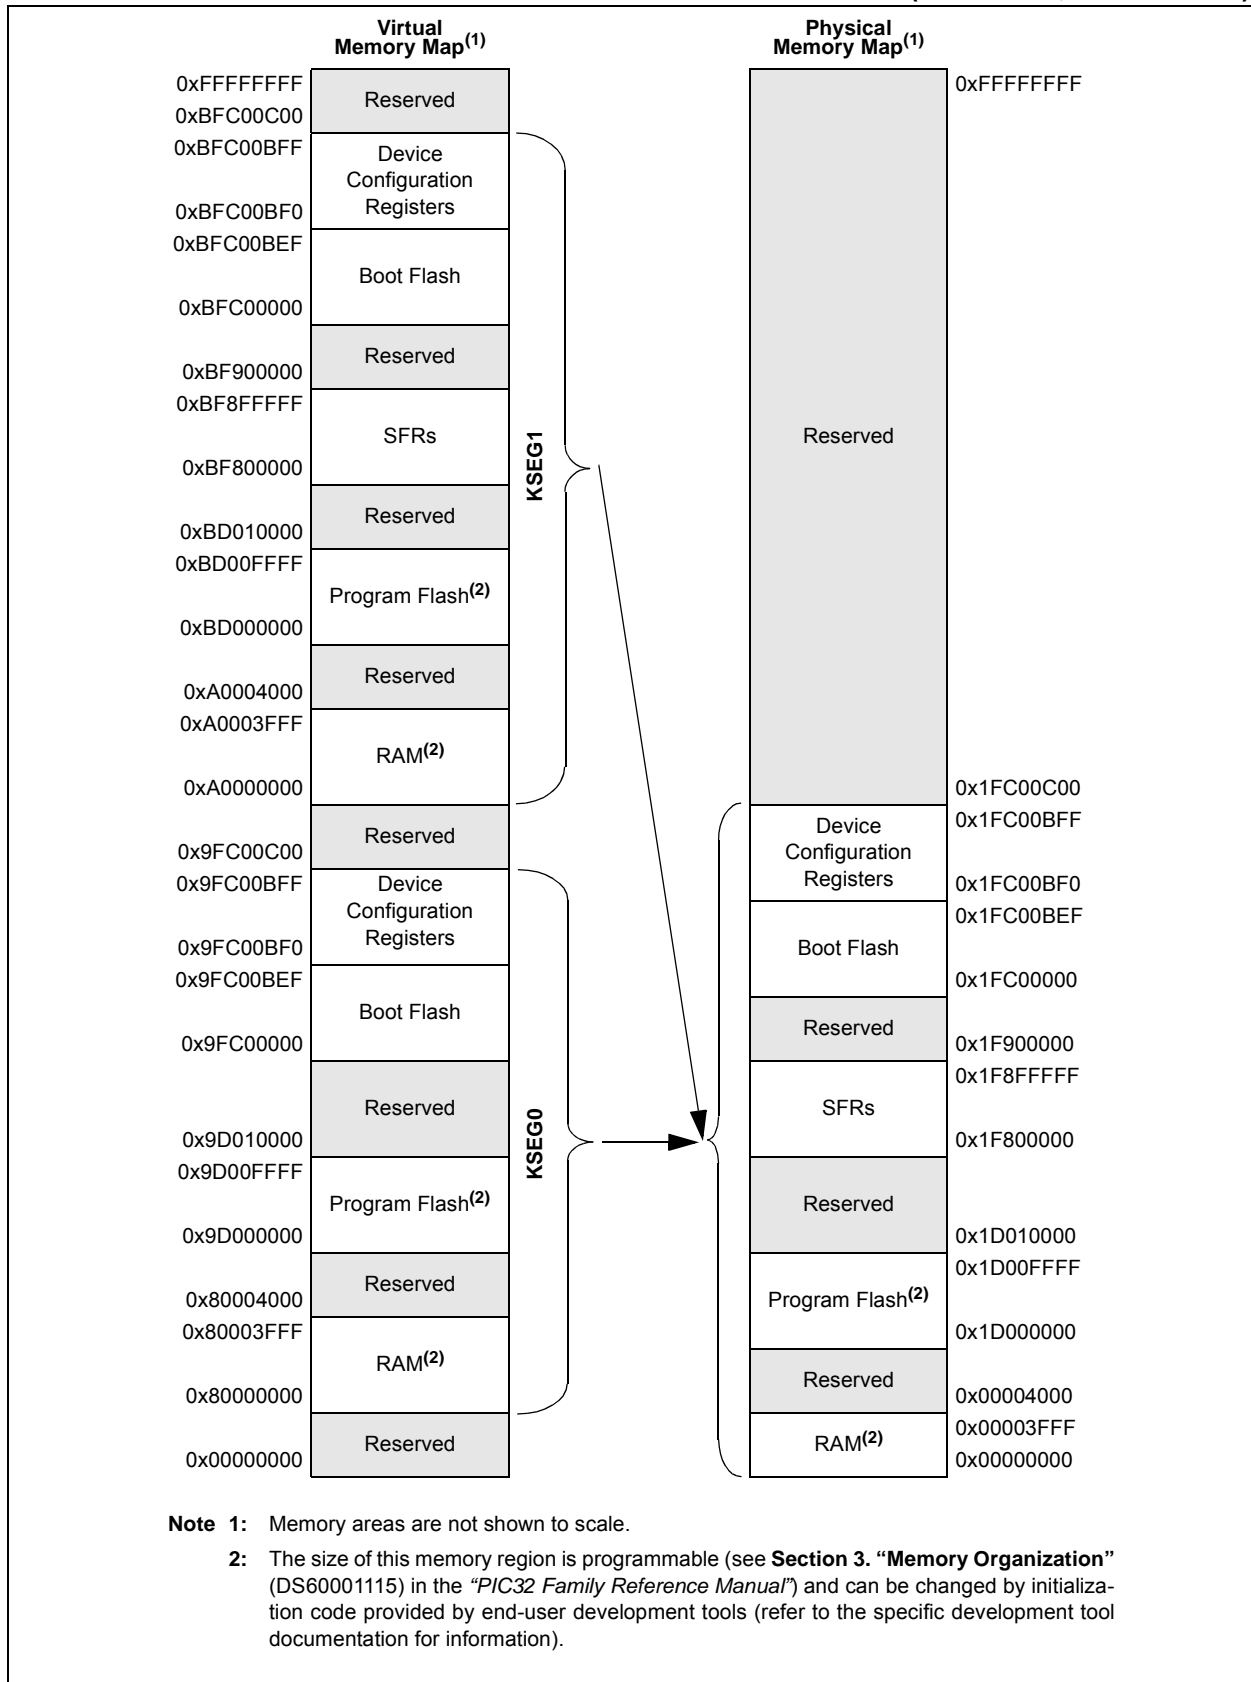 Virtual
Memory Map(1)
Physical
Memory Map(1)
0xFFFFFFFF
Reserved
0xBFC00C00
0xBFC00BFF
Device
Configuration
Registers
0xBFC00BF0
0xBFC00BEF
Boot Flash
0xBFC00000
Reserved
0xBF900000
0xBF8FFFFF
SFRs
0xBF800000
Reserved
0xBD010000
0xBD00FFFF
Program Flash(2)
0xBD000000
Reserved
0xA0004000
0xA0003FFF
RAM(2)
0xA0000000
KSEG1
Reserved
0x9FC00C00
0x9FC00BFF
Device
Configuration
Registers
0x9FC00BF0
0x9FC00BEF
Boot Flash
0x9FC00000
Reserved
0x9D010000
0x9D00FFFF
Program Flash(2)
0x9D000000
Reserved
0x80004000
0x80003FFF
RAM(2)
0x80000000
KSEG0
Reserved
0x00000000
0xFFFFFFFF
Reserved
0x1FC00C00
0x1FC00BFF
Device
Configuration
Registers
0x1FC00BF0
0x1FC00BEF
Boot Flash
0x1FC00000
Reserved
0x1F900000
0x1F8FFFFF
SFRs
0x1F800000
Reserved
0x1D010000
0x1D00FFFF
Program Flash(2)
0x1D000000
Reserved
0x00004000
0x00003FFF
RAM(2)
0x00000000
Note 1: Memory areas are not shown to scale.
2: The size of this memory region is programmable (see Section 3. “Memory Organization”
(DS60001115) in the “PIC32 Family Reference Manual”) and can be changed by initializa-
tion code provided by end-user development tools (refer to the specific development tool
documentation for information).